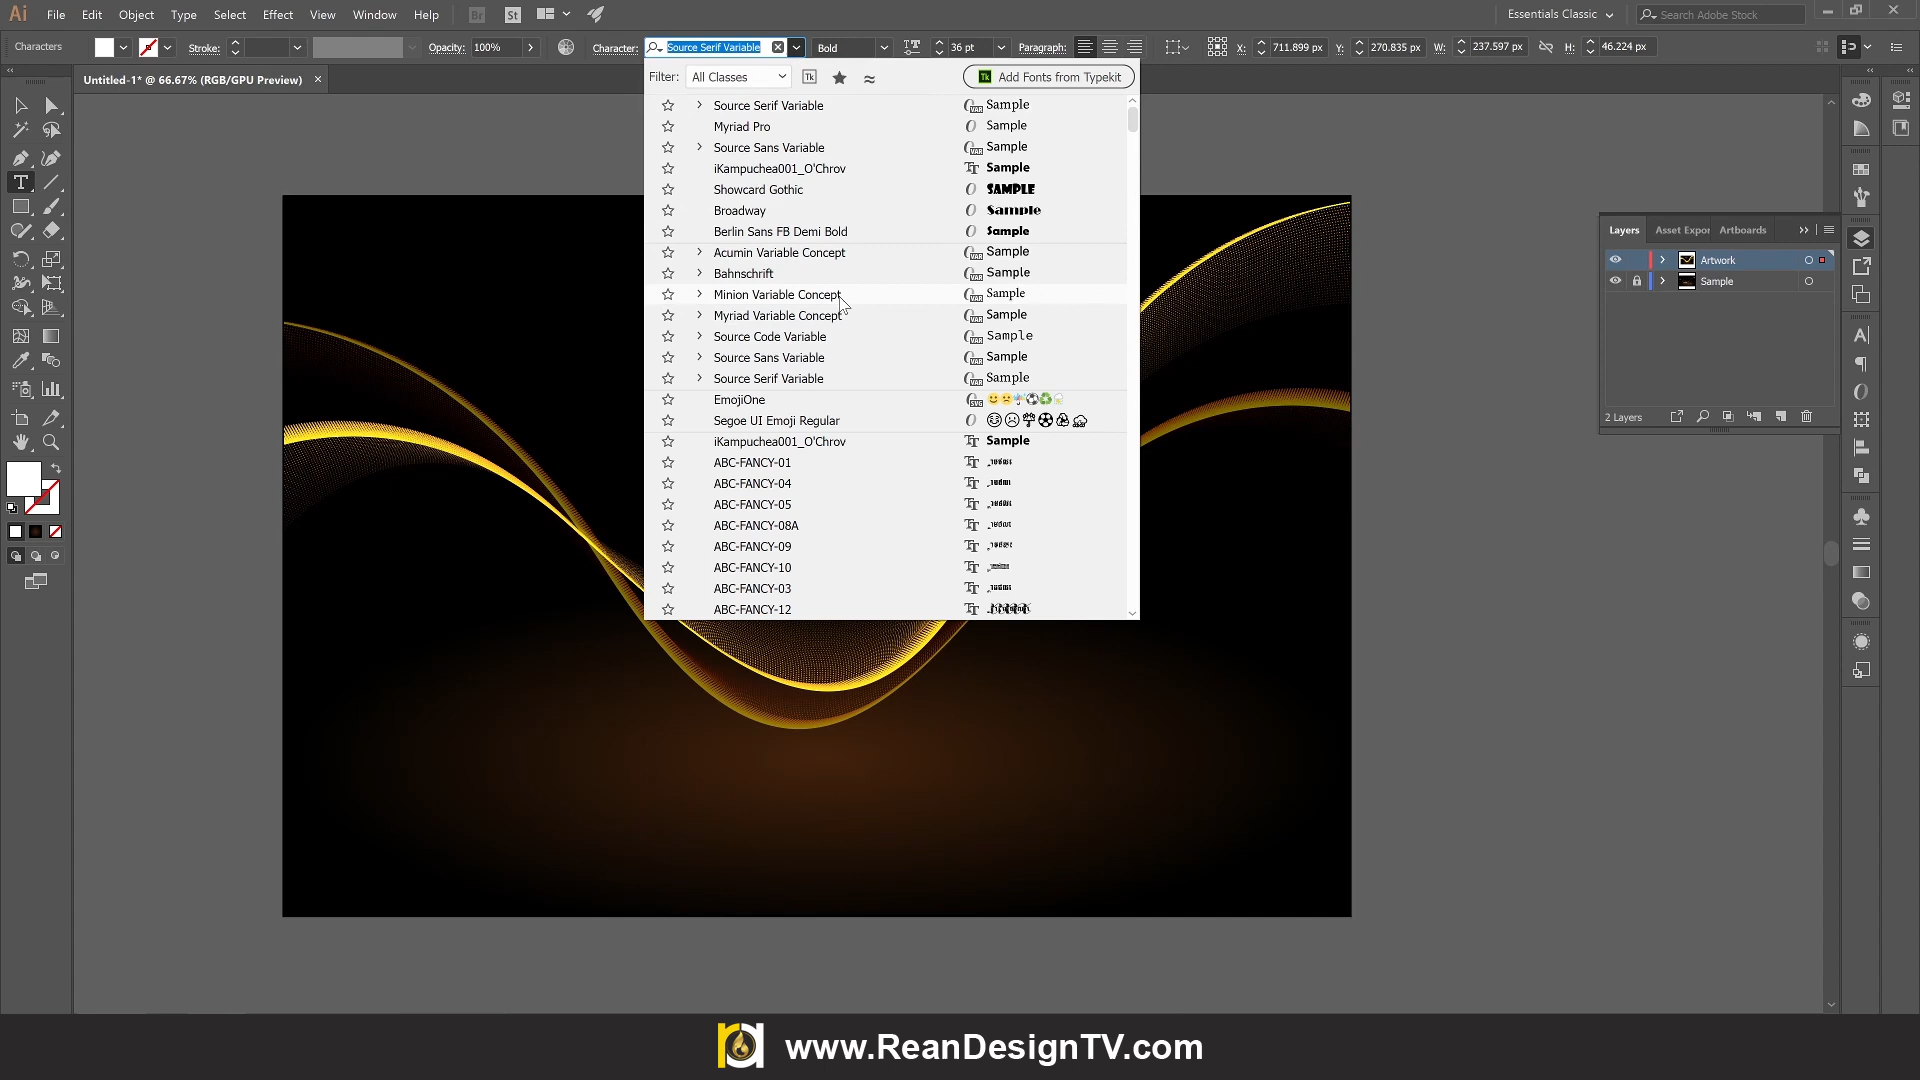 Ai File Edit Object Type Select Effect View Window Help Br St Essentials Classic Search Adobe Stock
Characters Stroke: Opacity: 100% Character: Source Serif Variable Bold 36 pt Paragraph: X: 711.899 px Y: 270.835 px W: 237.597 px H: 46.224 px
Untitled-1* @ 66.67% (RGB/GPU Preview) ×
Filter: All Classes Tk Tk Add Fonts from Typekit
Source Serif Variable Sample
Myriad Pro Sample
Source Sans Variable Sample
iKampuchea001_O'Chrov Sample
Showcard Gothic SAMPLE
Broadway Sample
Berlin Sans FB Demi Bold Sample
Acumin Variable Concept Sample
Bahnschrift Sample
Minion Variable Concept Sample
Myriad Variable Concept Sample
Source Code Variable Sample
Source Sans Variable Sample
Source Serif Variable Sample
EmojiOne
Segoe UI Emoji Regular
iKampuchea001_O'Chrov Sample
ABC-FANCY-01
ABC-FANCY-04
ABC-FANCY-05
ABC-FANCY-08A
ABC-FANCY-09
ABC-FANCY-10
ABC-FANCY-03
ABC-FANCY-12
Layers Asset Expor Artboards
Artwork
Sample
2 Layers
www.ReanDesignTV.com